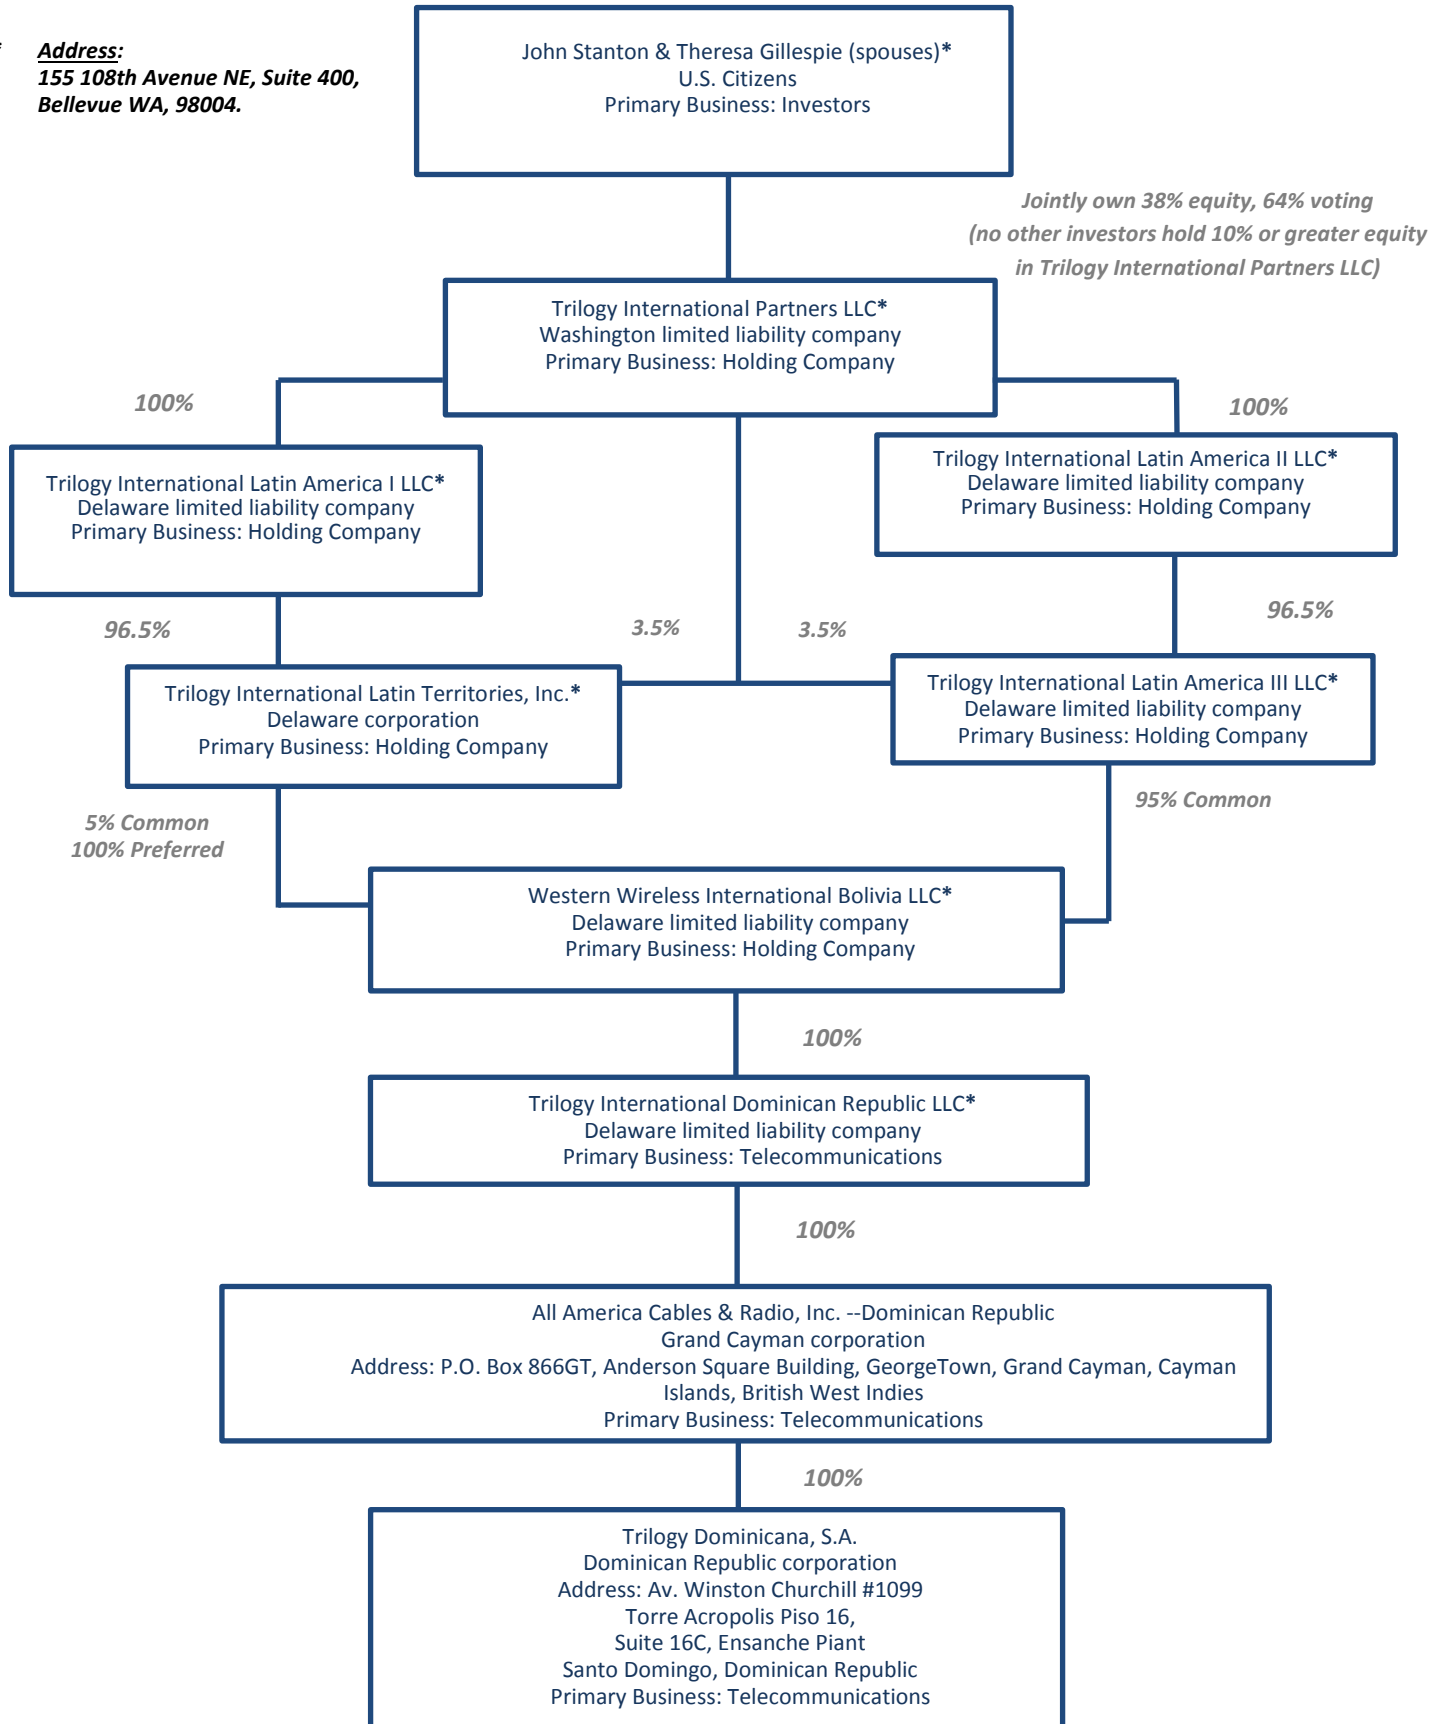 * Address:
155 108th Avenue NE, Suite 400,
Bellevue WA, 98004.
John Stanton & Theresa Gillespie (spouses)*
U.S. Citizens
Primary Business: Investors
Jointly own 38% equity, 64% voting
(no other investors hold 10% or greater equity
in Trilogy International Partners LLC)
Trilogy International Partners LLC*
Washington limited liability company
Primary Business: Holding Company
100%
100%
Trilogy International Latin America I LLC*
Delaware limited liability company
Primary Business: Holding Company
Trilogy International Latin America II LLC*
Delaware limited liability company
Primary Business: Holding Company
96.5%
3.5%
3.5%
96.5%
Trilogy International Latin Territories, Inc.*
Delaware corporation
Primary Business: Holding Company
Trilogy International Latin America III LLC*
Delaware limited liability company
Primary Business: Holding Company
5% Common
100% Preferred
95% Common
Western Wireless International Bolivia LLC*
Delaware limited liability company
Primary Business: Holding Company
100%
Trilogy International Dominican Republic LLC*
Delaware limited liability company
Primary Business: Telecommunications
100%
All America Cables & Radio, Inc. --Dominican Republic
Grand Cayman corporation
Address: P.O. Box 866GT, Anderson Square Building, GeorgeTown, Grand Cayman, Cayman
Islands, British West Indies
Primary Business: Telecommunications
100%
Trilogy Dominicana, S.A.
Dominican Republic corporation
Address: Av. Winston Churchill #1099
Torre Acropolis Piso 16,
Suite 16C, Ensanche Piant
Santo Domingo, Dominican Republic
Primary Business: Telecommunications